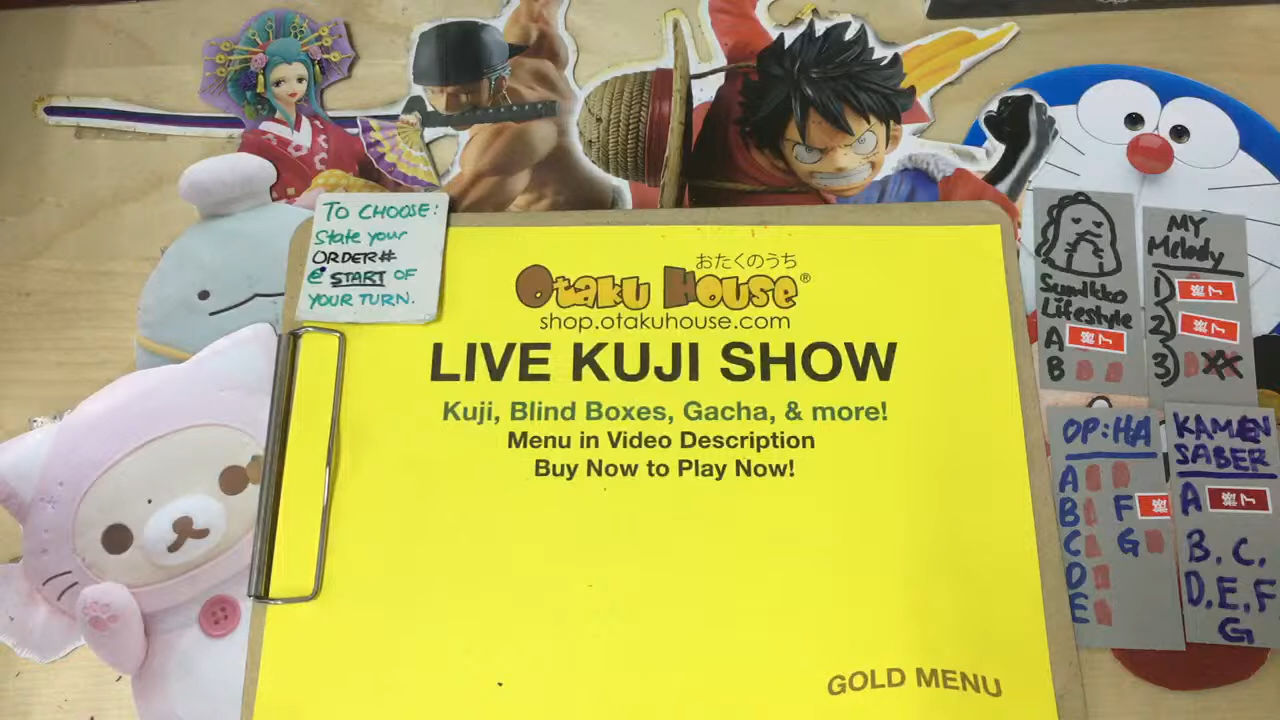 TO CHOOSE:
State your
ORDER#
@ START OF
YOUR TURN.
おたくのうち
OTAKU HOUSE®
shop.otakuhouse.com
LIVE KUJI SHOW
Kuji, Blind Boxes, Gacha, & more!
Menu in Video Description
Buy Now to Play Now!
GOLD MENU
Sumikko
Lifestyle
A 終了
B
MY
Melody
1) 終了
2) 終了
3)
OP:HA
A
B
C
D
E
F 終了
G
KAMEN
SABER
A 終了
B. C.
D. E. F
G